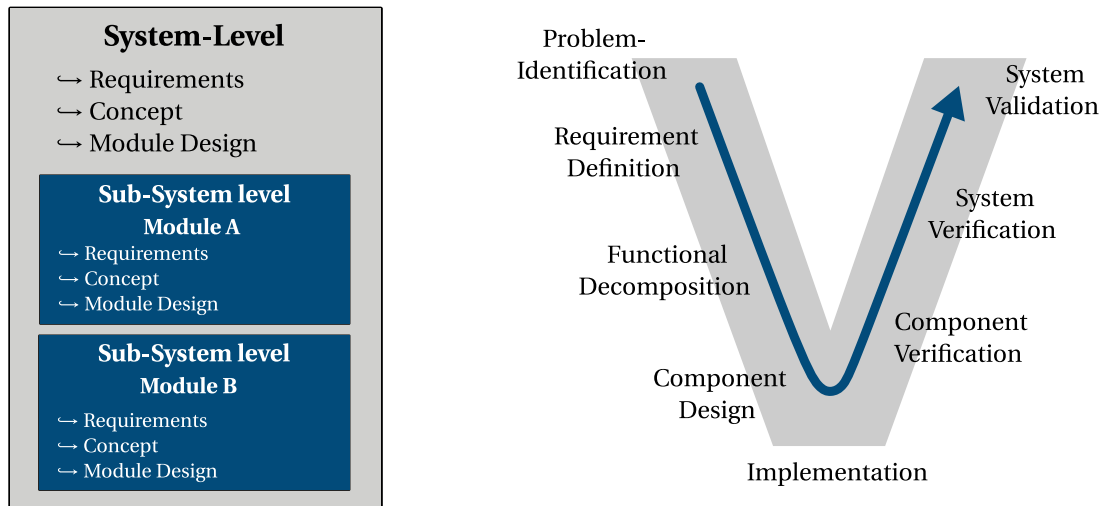 System-Level
↪ Requirements
↪ Concept
↪ Module Design
Sub-System level
Module A
↪ Requirements
↪ Concept
↪ Module Design
Sub-System level
Module B
↪ Requirements
↪ Concept
↪ Module Design
Problem-
Identification
Requirement
Definition
Functional
Decomposition
Component
Design
Implementation
Component
Verification
System
Verification
System
Validation